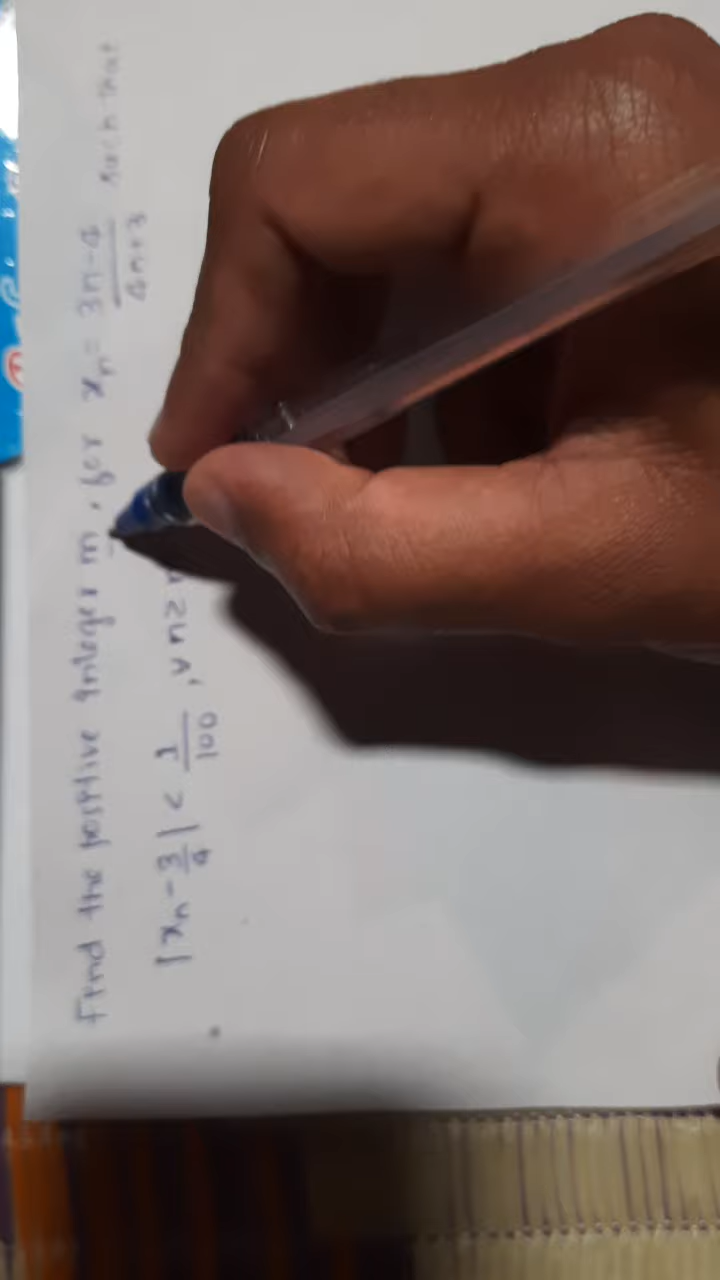 Find the positive integer m, for xₙ = 3n-4/4n+3 such that
|xₙ - 3/4| < 1/100, ∀ n ≥